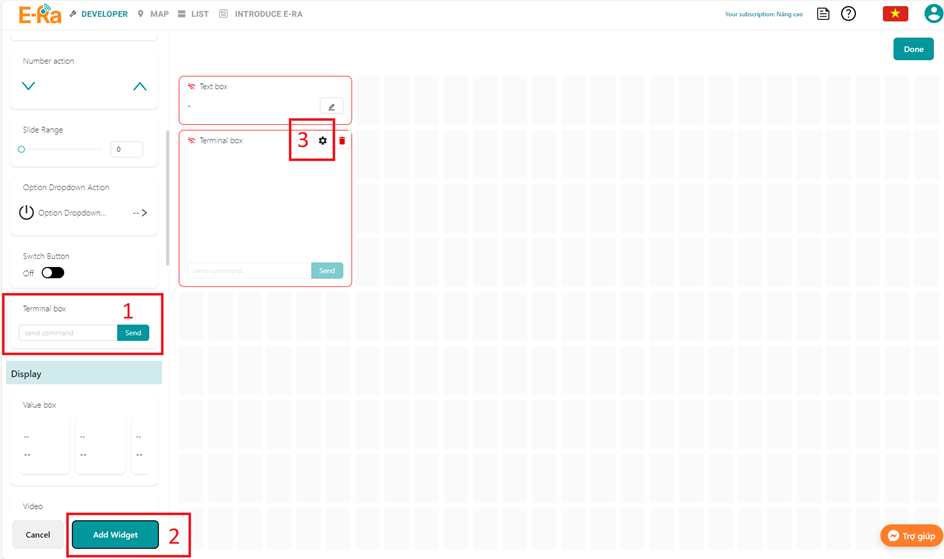 E-Ra DEVELOPER MAP LIST INTRODUCE E-RA Your subscription: Nâng cao
Done
Number action
Slide Range
0
Option Dropdown Action
Option Dropdown... --
Switch Button
Off
Terminal box 1
send command Send
Display
Value box
-- -- --
-- -- --
Video
Cancel Add Widget 2
Text box
-
Terminal box 3
send command Send
Trợ giúp